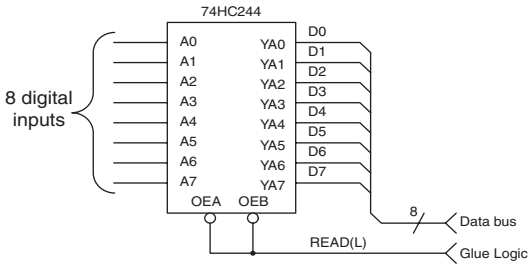 74HC244
D0
A0 YA0
D1
A1 YA1
D2
A2 YA2
D3
A3 YA3
D4
A4 YA4
D5
A5 YA5
D6
A6 YA6
D7
A7 YA7
8 digital
inputs
OEA OEB
8
Data bus
READ(L)
Glue Logic